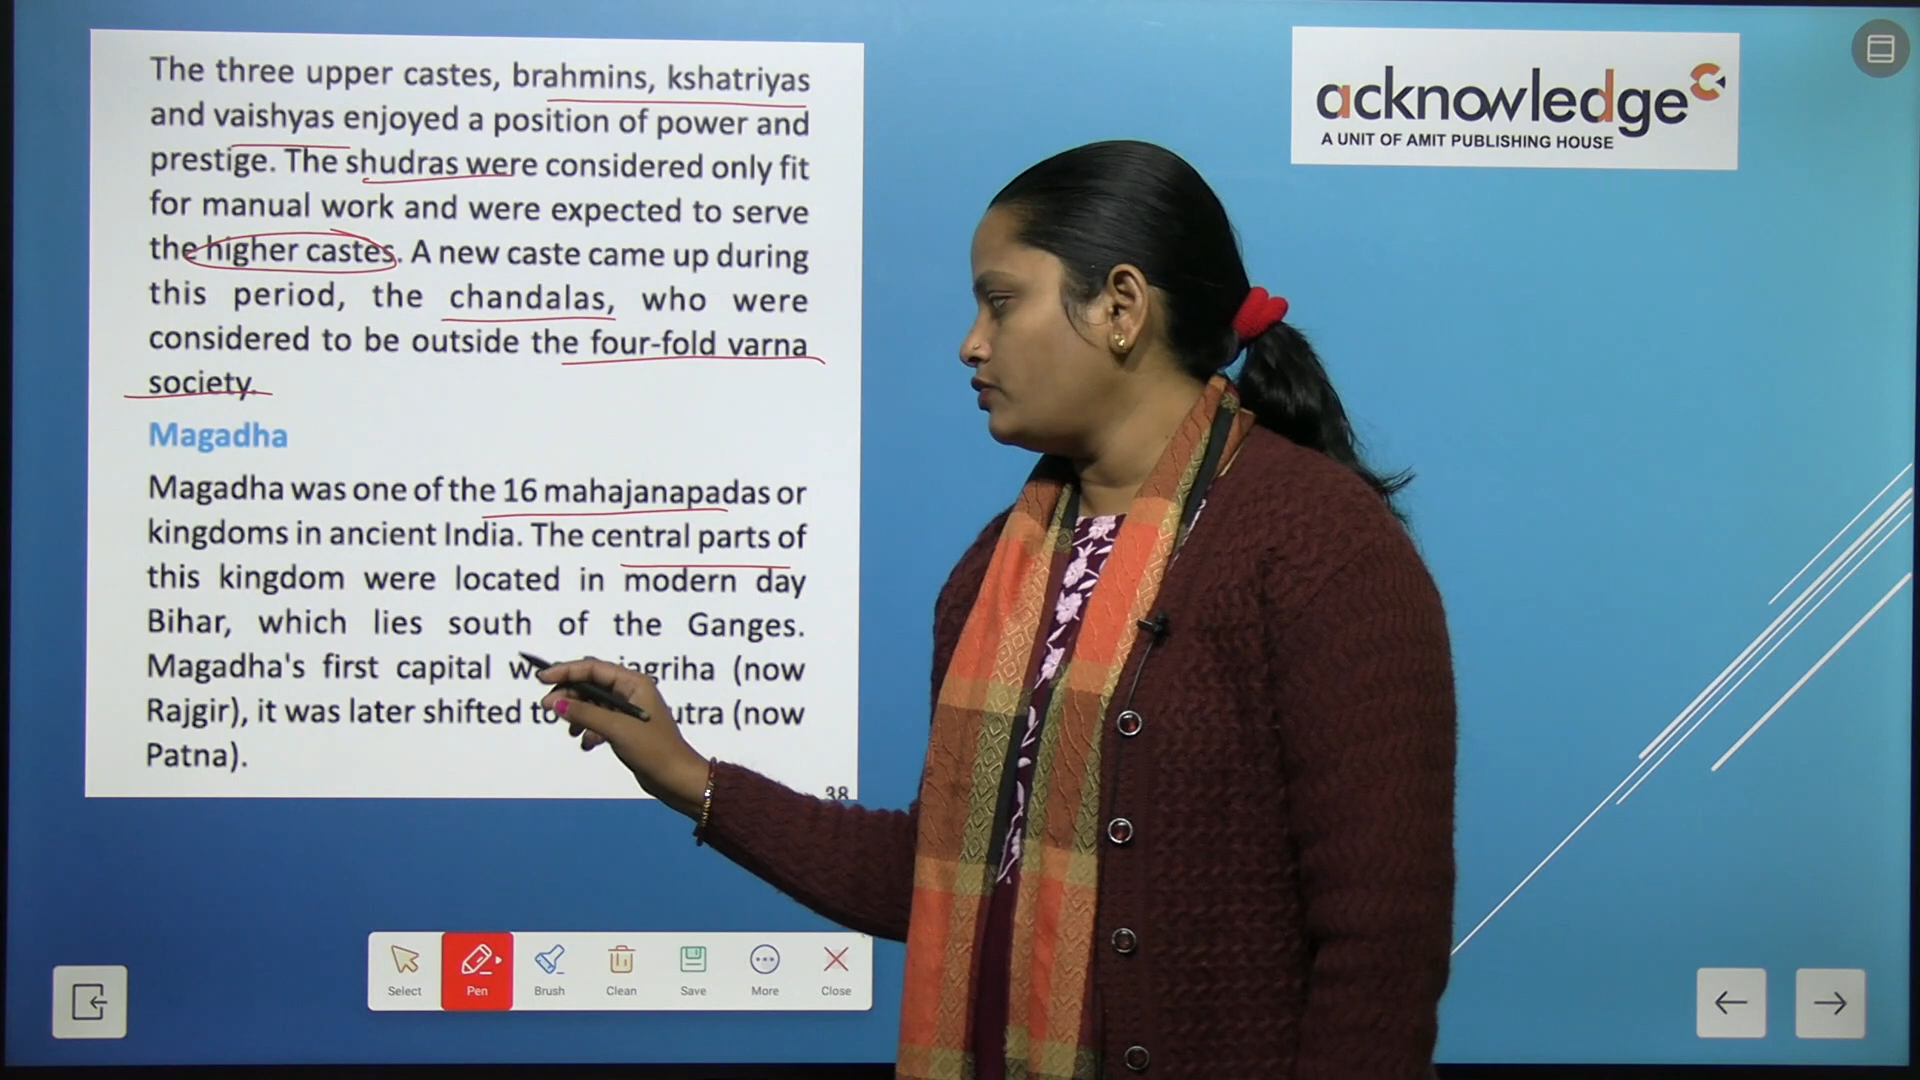 The three upper castes, brahmins, kshatriyas
and vaishyas enjoyed a position of power and
prestige. The shudras were considered only fit
for manual work and were expected to serve
the higher castes. A new caste came up during
this period, the chandalas, who were
considered to be outside the four-fold varna
society.
Magadha
Magadha was one of the 16 mahajanapadas or
kingdoms in ancient India. The central parts of
this kingdom were located in modern day
Bihar, which lies south of the Ganges.
Magadha's first capital (now
Rajgir), it was later shifted to (now
Patna).
38
acknowledge
A UNIT OF AMIT PUBLISHING HOUSE
Select Pen Brush Clean Save More Close